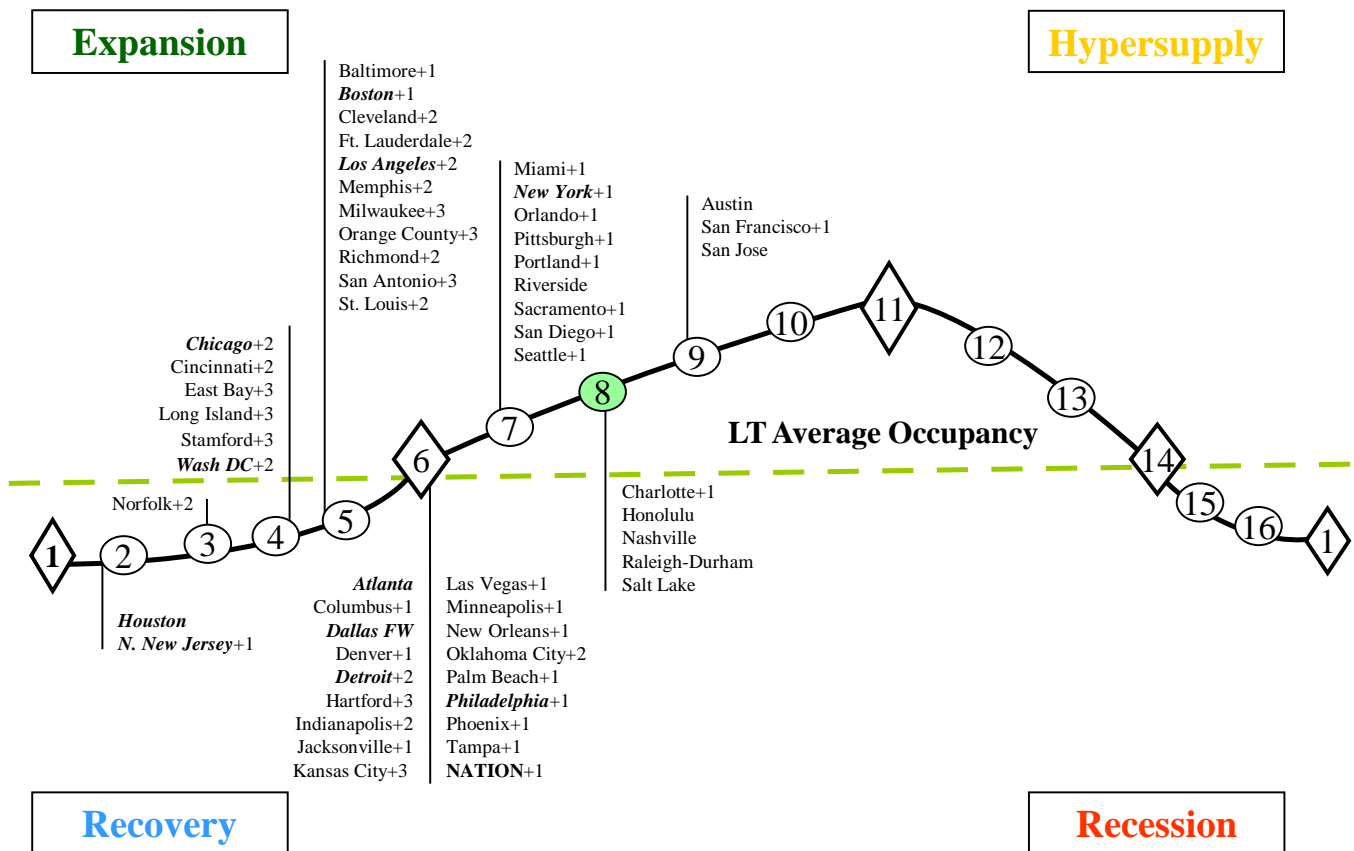 Expansion
Hypersupply
Baltimore+1
Boston+1
Cleveland+2
Ft. Lauderdale+2
Los Angeles+2
Memphis+2
Milwaukee+3
Orange County+3
Richmond+2
San Antonio+3
St. Louis+2
Miami+1
New York+1
Orlando+1
Pittsburgh+1
Portland+1
Riverside
Sacramento+1
San Diego+1
Seattle+1
Austin
San Francisco+1
San Jose
Chicago+2
Cincinnati+2
East Bay+3
Long Island+3
Stamford+3
Wash DC+2
Norfolk+2
1
2
3
4
5
6
7
8
9
10
11
12
13
14
15
16
1
LT Average Occupancy
Houston
N. New Jersey+1
Atlanta
Columbus+1
Dallas FW
Denver+1
Detroit+2
Hartford+3
Indianapolis+2
Jacksonville+1
Kansas City+3
Las Vegas+1
Minneapolis+1
New Orleans+1
Oklahoma City+2
Palm Beach+1
Philadelphia+1
Phoenix+1
Tampa+1
NATION+1
Charlotte+1
Honolulu
Nashville
Raleigh-Durham
Salt Lake
Recovery
Recession